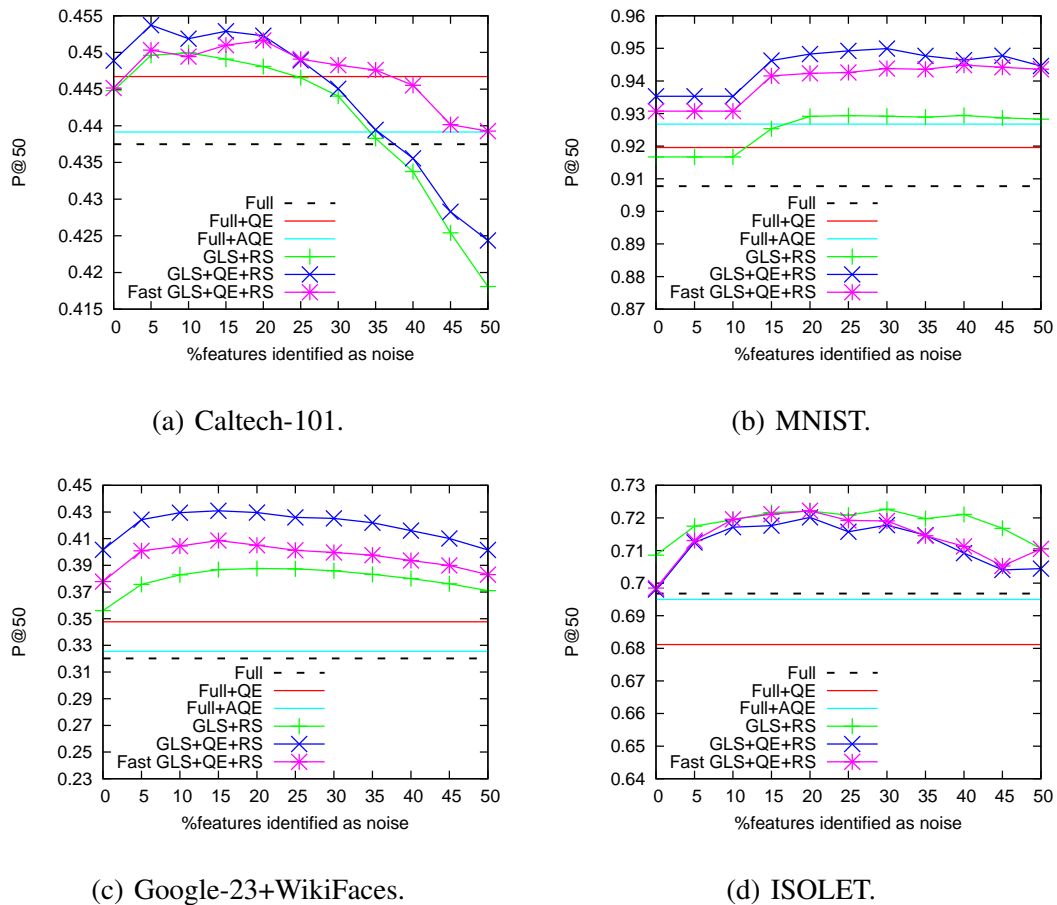 0.455
0.45
0.445
0.44
0.435
0.43
0.425
0.42
0.415
P@50
Full
Full+QE
Full+AQE
GLS+RS
GLS+QE+RS
Fast GLS+QE+RS
0 5 10 15 20 25 30 35 40 45 50
%features identified as noise
(a) Caltech-101.
0.96
0.95
0.94
0.93
0.92
0.91
0.9
0.89
0.88
0.87
P@50
Full
Full+QE
Full+AQE
GLS+RS
GLS+QE+RS
Fast GLS+QE+RS
0 5 10 15 20 25 30 35 40 45 50
%features identified as noise
(b) MNIST.
0.45
0.43
0.41
0.39
0.37
0.35
0.33
0.31
0.29
0.27
0.25
0.23
P@50
Full
Full+QE
Full+AQE
GLS+RS
GLS+QE+RS
Fast GLS+QE+RS
0 5 10 15 20 25 30 35 40 45 50
%features identified as noise
(c) Google-23+WikiFaces.
0.73
0.72
0.71
0.7
0.69
0.68
0.67
0.66
0.65
0.64
P@50
Full
Full+QE
Full+AQE
GLS+RS
GLS+QE+RS
Fast GLS+QE+RS
0 5 10 15 20 25 30 35 40 45 50
%features identified as noise
(d) ISOLET.